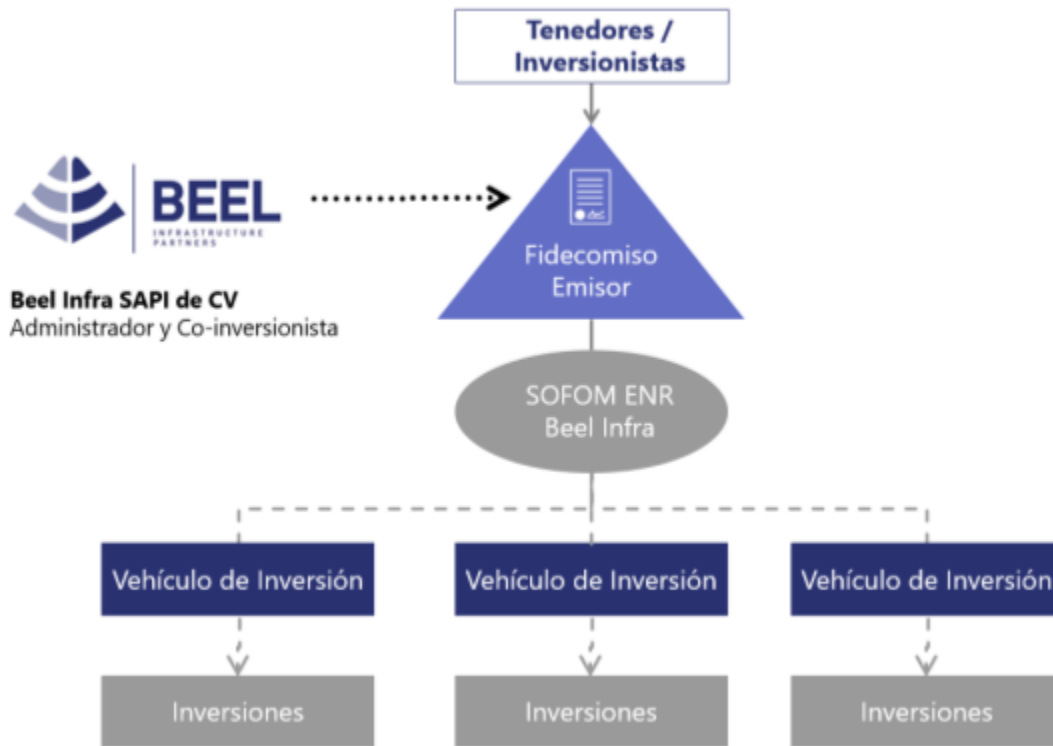 Tenedores /
Inversionistas
BEEL
INFRASTRUCTURE
PARTNERS
Beel Infra SAPI de CV
Administrador y Co-inversionista
Fidecomiso
Emisor
SOFOM ENR
Beel Infra
Vehículo de Inversión
Vehículo de Inversión
Vehículo de Inversión
Inversiones
Inversiones
Inversiones